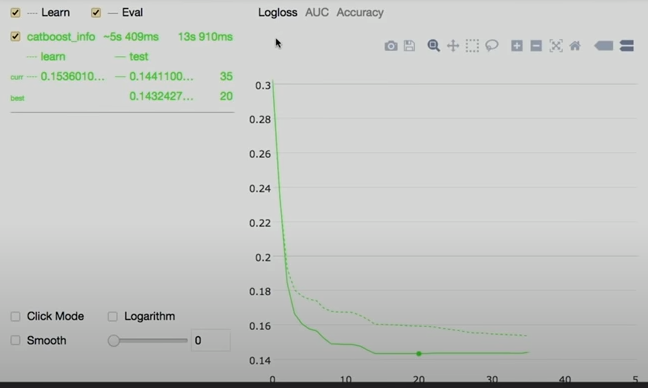 Learn Eval
catboost_info ~5s 409ms 13s 910ms
learn test
curr 0.1536010... 0.1441100... 35
best 0.1432427... 20
Click Mode Logarithm
Smooth 0
Logloss AUC Accuracy
0.3
0.28
0.26
0.24
0.22
0.2
0.18
0.16
0.14
0 10 20 30 40 5